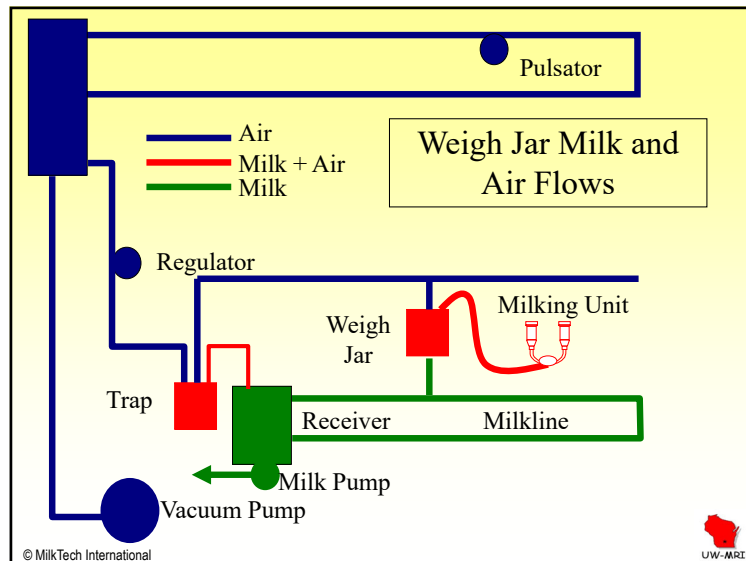 Pulsator
Air
Milk + Air
Milk
Weigh Jar Milk and
Air Flows
Regulator
Milking Unit
Weigh
Jar
Trap
Receiver
Milkline
Milk Pump
Vacuum Pump
© MilkTech International
UW-MRI